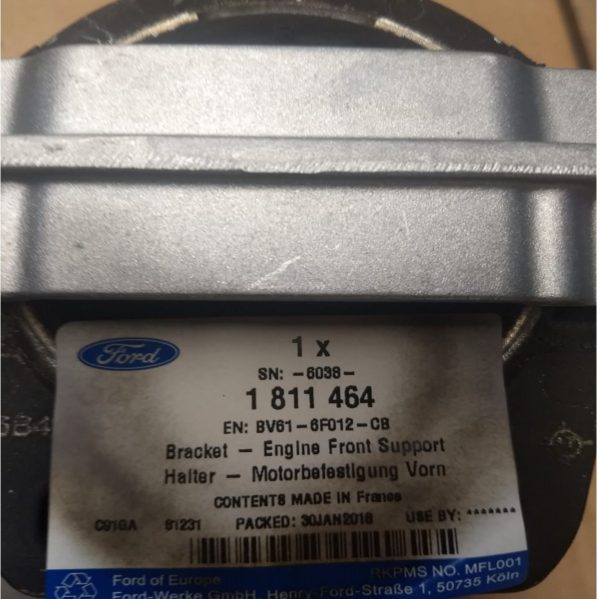 Ford
1 x
SN: -6038-
1 811 464
EN: BV61-6F012-CB
Bracket - Engine Front Support
Halter - Motorbefestigung Vorn
CONTENTS MADE IN France
C91GA 81231 PACKED: 30JAN2018 USE BY: *******
Ford of Europe
RKPMS NO. MFL001
Ford-Werke GmbH, Henry-Ford-Straße 1, 50735 Köln